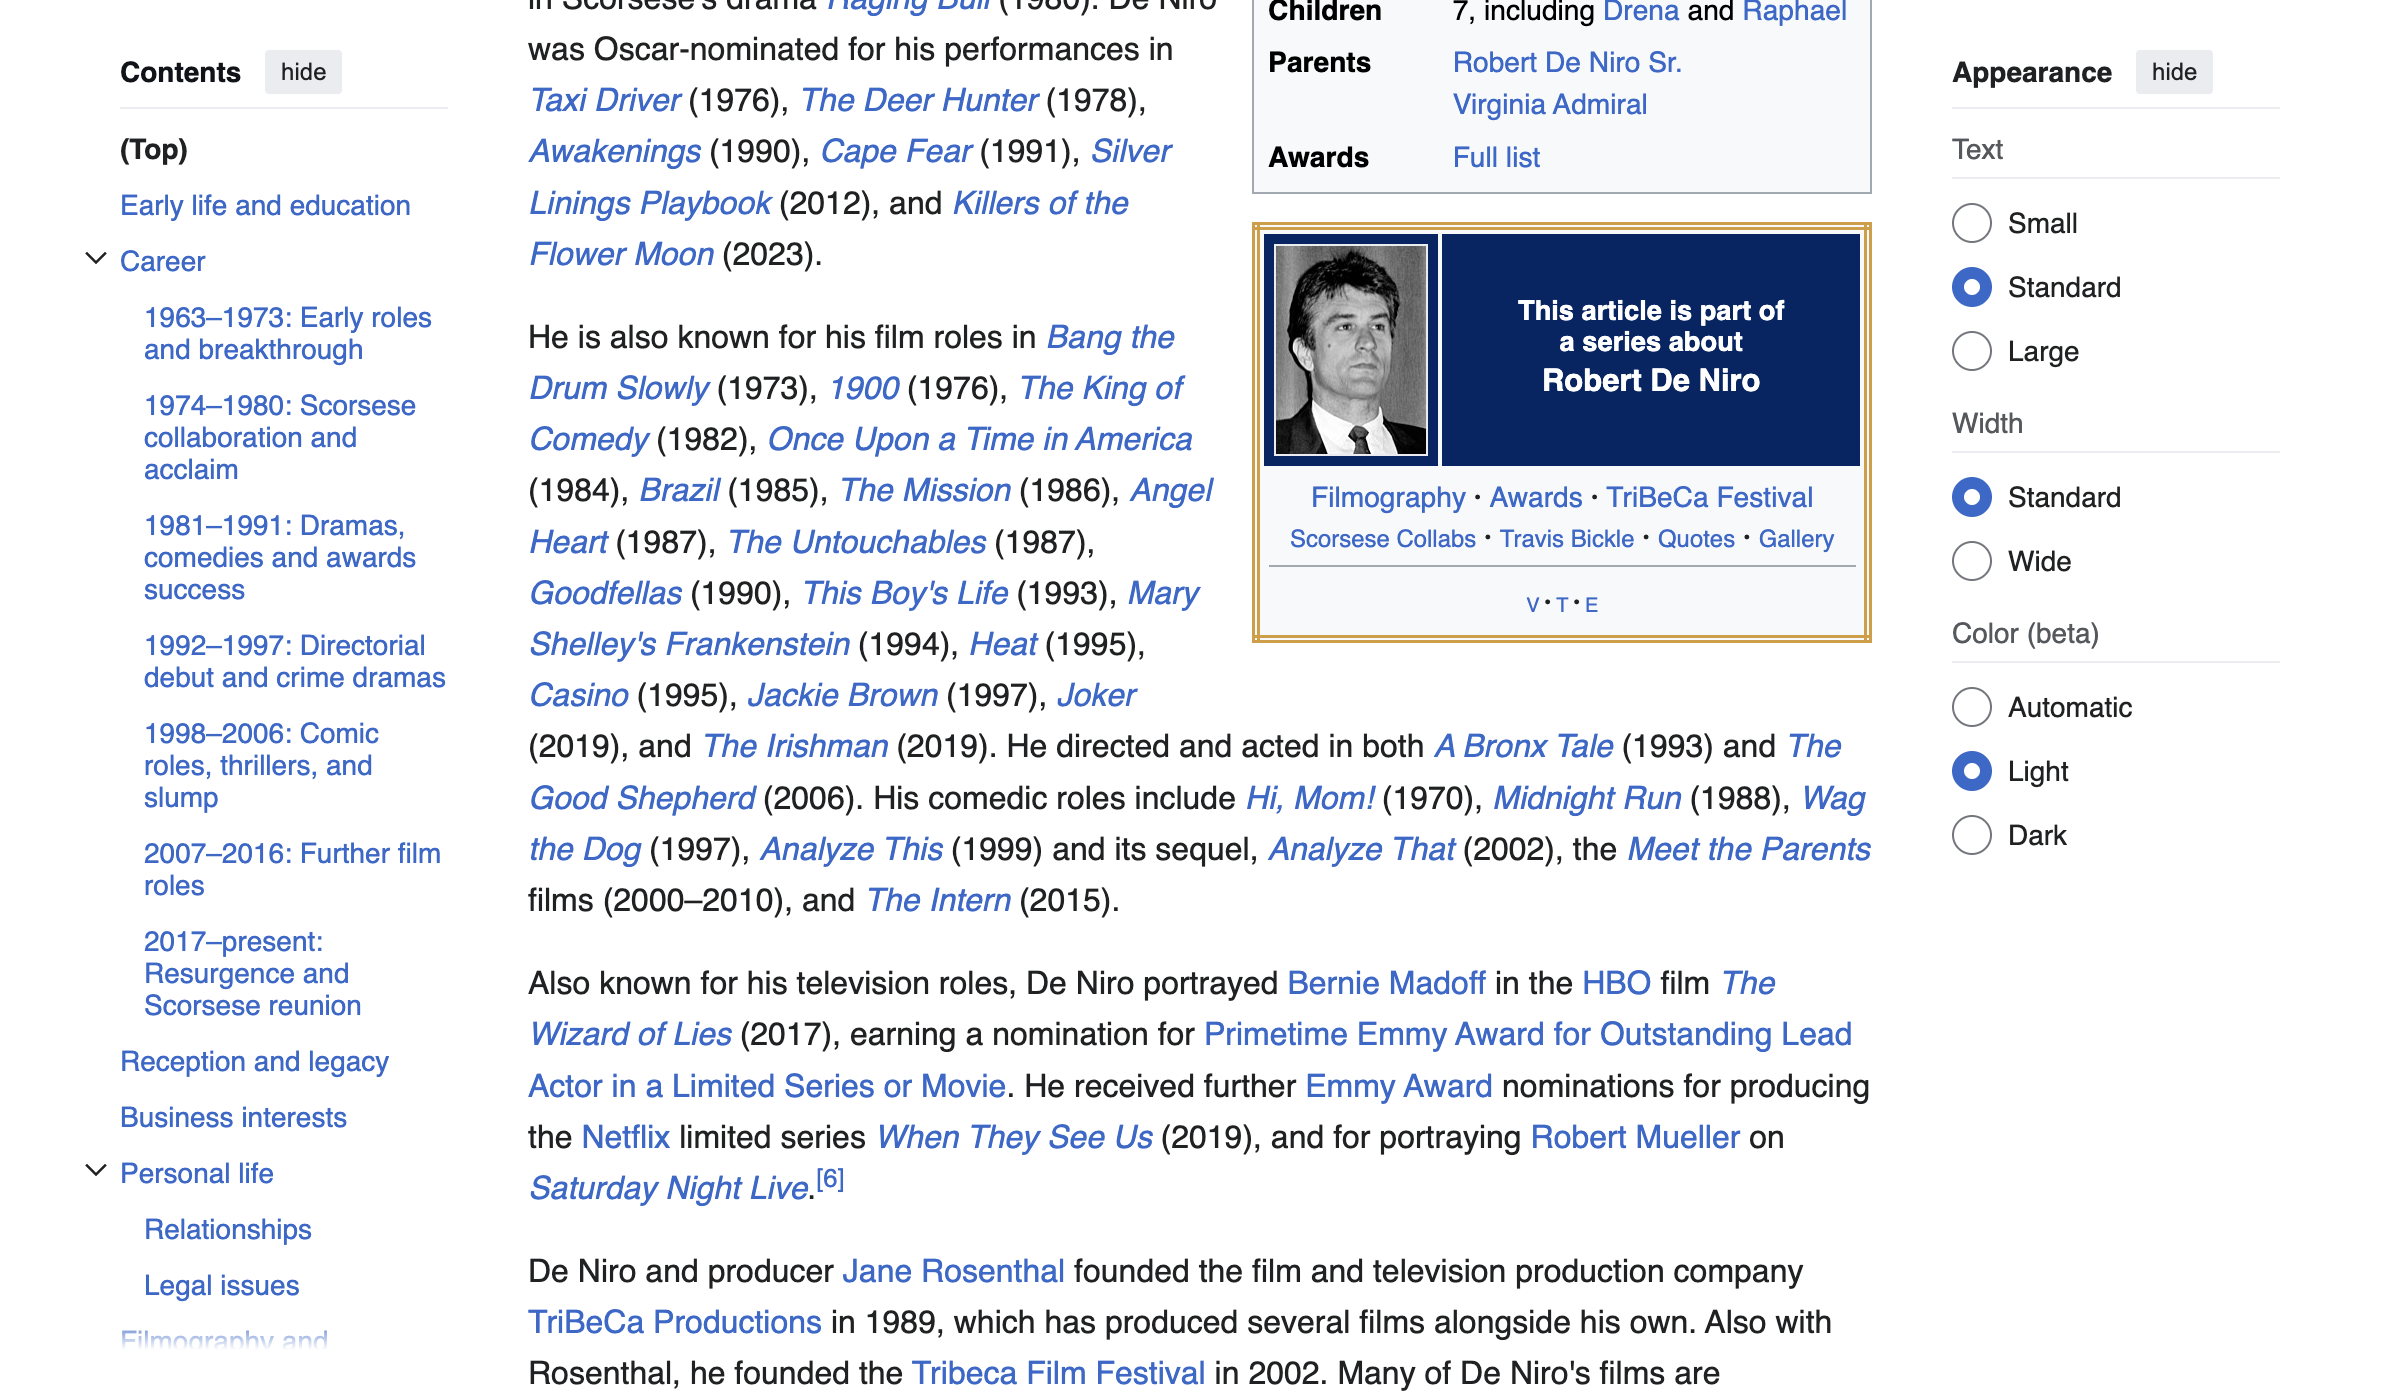 Contents hide
(Top)
Early life and education
Career
1963–1973: Early roles
and breakthrough
1974–1980: Scorsese
collaboration and
acclaim
1981–1991: Dramas,
comedies and awards
success
1992–1997: Directorial
debut and crime dramas
1998–2006: Comic
roles, thrillers, and
slump
2007–2016: Further film
roles
2017–present:
Resurgence and
Scorsese reunion
Reception and legacy
Business interests
Personal life
Relationships
Legal issues
Filmography and
in Scorsese's drama Raging Bull (1980). De Niro
was Oscar-nominated for his performances in
Taxi Driver (1976), The Deer Hunter (1978),
Awakenings (1990), Cape Fear (1991), Silver
Linings Playbook (2012), and Killers of the
Flower Moon (2023).
He is also known for his film roles in Bang the
Drum Slowly (1973), 1900 (1976), The King of
Comedy (1982), Once Upon a Time in America
(1984), Brazil (1985), The Mission (1986), Angel
Heart (1987), The Untouchables (1987),
Goodfellas (1990), This Boy's Life (1993), Mary
Shelley's Frankenstein (1994), Heat (1995),
Casino (1995), Jackie Brown (1997), Joker
(2019), and The Irishman (2019). He directed and acted in both A Bronx Tale (1993) and The
Good Shepherd (2006). His comedic roles include Hi, Mom! (1970), Midnight Run (1988), Wag
the Dog (1997), Analyze This (1999) and its sequel, Analyze That (2002), the Meet the Parents
films (2000–2010), and The Intern (2015).
Also known for his television roles, De Niro portrayed Bernie Madoff in the HBO film The
Wizard of Lies (2017), earning a nomination for Primetime Emmy Award for Outstanding Lead
Actor in a Limited Series or Movie. He received further Emmy Award nominations for producing
the Netflix limited series When They See Us (2019), and for portraying Robert Mueller on
Saturday Night Live.[6]
De Niro and producer Jane Rosenthal founded the film and television production company
TriBeCa Productions in 1989, which has produced several films alongside his own. Also with
Rosenthal, he founded the Tribeca Film Festival in 2002. Many of De Niro's films are
Children 7, including Drena and Raphael
Parents Robert De Niro Sr.
Virginia Admiral
Awards Full list
This article is part of
a series about
Robert De Niro
Filmography · Awards · TriBeCa Festival
Scorsese Collabs · Travis Bickle · Quotes · Gallery
V · T · E
Appearance hide
Text
Small
Standard
Large
Width
Standard
Wide
Color (beta)
Automatic
Light
Dark